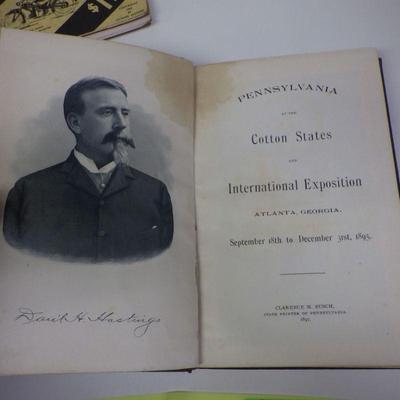 PENNSYLVANIA
AT THE
Cotton States
AND
International Exposition
ATLANTA, GEORGIA.
September 18th to December 31st, 1895.
CLARENCE M. BUSCH,
STATE PRINTER OF PENNSYLVANIA
1897.
Daniel H. Hastings